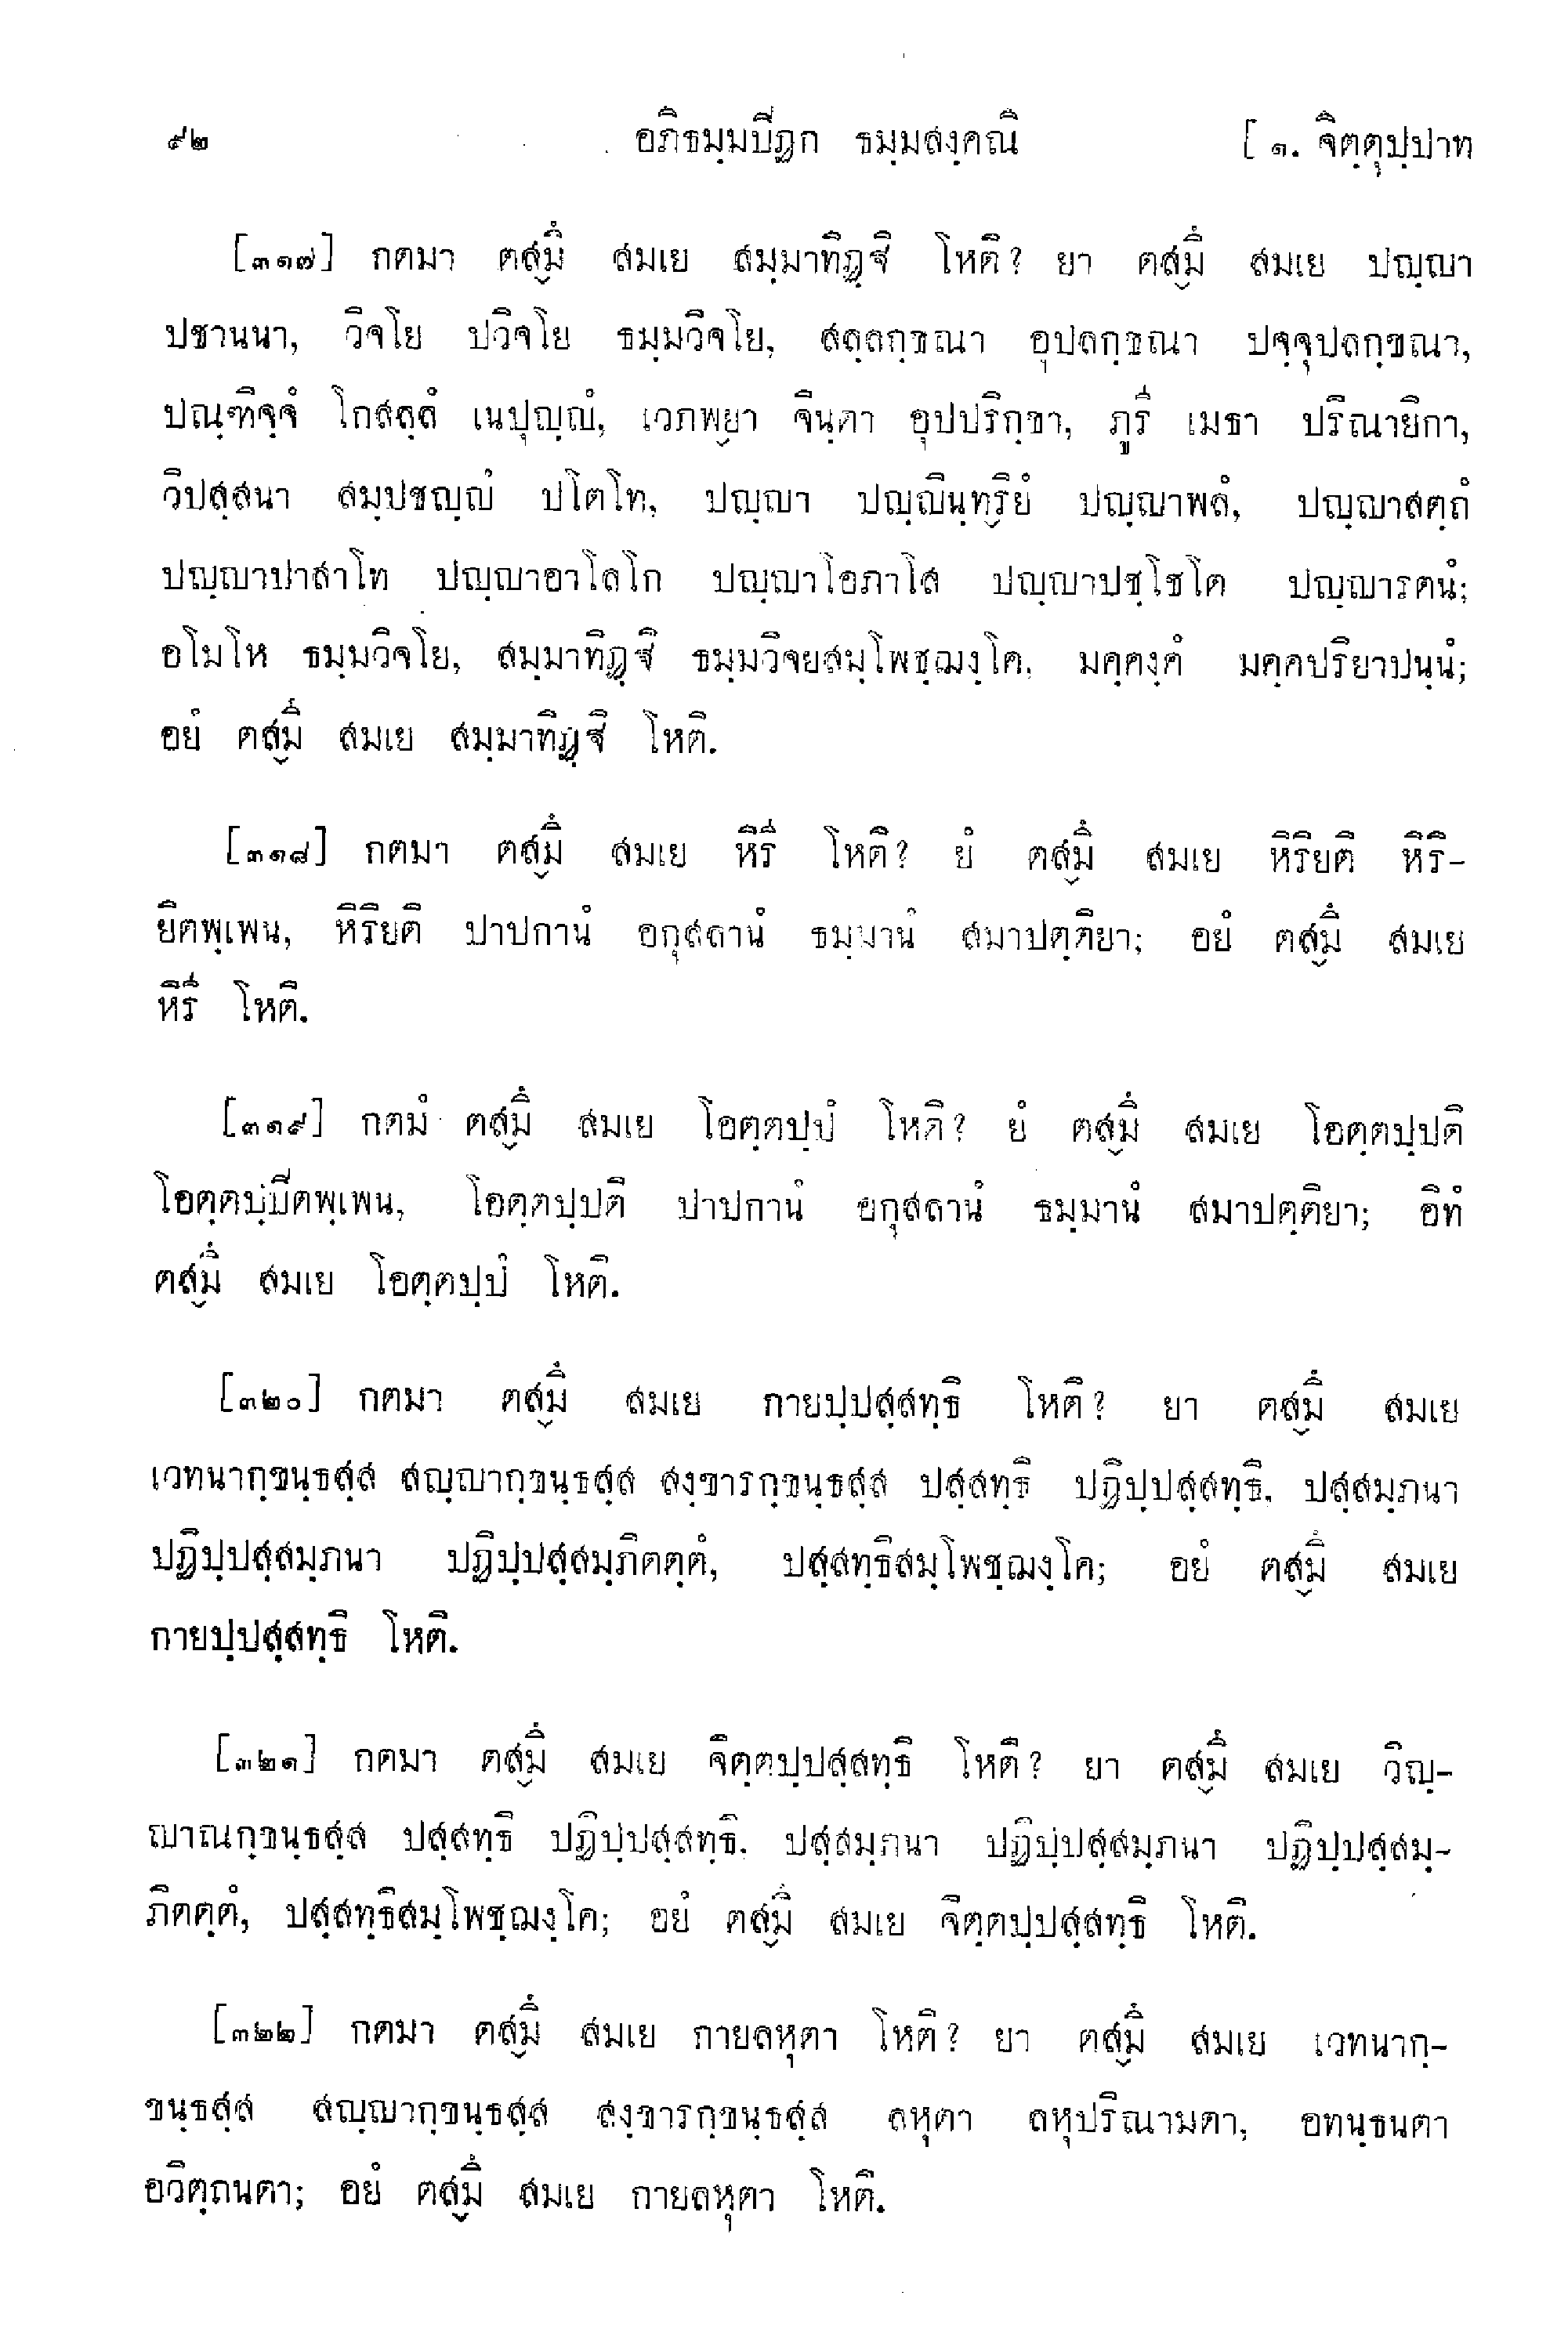 ๙๒ อภิธมฺมปิฏก ธมฺมสงฺคณิ [ ๑. จิตฺตุปฺปาท
[๓๑๗] กตมา ตสฺมึ สมเย สมฺมาทิฏฺฐิ โหติ? ยา ตสฺมึ สมเย ปญฺญา
ปชานนา, วิจโย ปวิจโย ธมฺมวิจโย, สลฺลกฺขณา อุปลกฺขณา ปจฺจุปลกฺขณา,
ปณฺฑิจฺจํ โกสลฺลํ เนปุญฺญํ, เวภพฺยา จินฺตา อุปปริกฺขา, ภูรี เมธา ปริณายิกา,
วิปสฺสนา สมฺปชญฺญํ ปโตโท, ปญฺญา ปญฺญินฺทฺริยํ ปญฺญาพลํ, ปญฺญาสตฺถํ
ปญฺญาปาสาโท ปญฺญาอาโลโก ปญฺญาโอภาโส ปญฺญาปชฺโชโต ปญฺญารตนํ;
อโมโห ธมฺมวิจโย, สมฺมาทิฏฺฐิ ธมฺมวิจยสมฺโพชฺฌงฺโค, มคฺคงฺคํ มคฺคปริยาปนฺนํ;
อยํ ตสฺมึ สมเย สมฺมาทิฏฺฐิ โหติ.
[๓๑๘] กตมา ตสฺมึ สมเย หิรี โหติ? ยํ ตสฺมึ สมเย หิริยติ หิริ-
ยิตพฺเพน, หิริยติ ปาปกานํ อกุสลานํ ธมฺมานํ สมาปตฺติยา; อยํ ตสฺมึ สมเย
หิรี โหติ.
[๓๑๙] กตมํ ตสฺมึ สมเย โอตฺตปฺปํ โหติ? ยํ ตสฺมึ สมเย โอตฺตปฺปติ
โอตฺตปฺปิตพฺเพน, โอตฺตปฺปติ ปาปกานํ อกุสลานํ ธมฺมานํ สมาปตฺติยา; อิทํ
ตสฺมึ สมเย โอตฺตปฺปํ โหติ.
[๓๒๐] กตมา ตสฺมึ สมเย กายปฺปสฺสทฺธิ โหติ? ยา ตสฺมึ สมเย
เวทนากฺขนฺธสฺส สญฺญากฺขนฺธสฺส สงฺขารกฺขนฺธสฺส ปสฺสทฺธิ ปฏิปฺปสฺสทฺธิ, ปสฺสมฺภนา
ปฏิปฺปสฺสมฺภนา ปฏิปฺปสฺสมฺภิตตฺตํ, ปสฺสทฺธิสมฺโพชฺฌงฺโค; อยํ ตสฺมึ สมเย
กายปฺปสฺสทฺธิ โหติ.
[๓๒๑] กตมา ตสฺมึ สมเย จิตฺตปฺปสฺสทฺธิ โหติ? ยา ตสฺมึ สมเย วิญฺ-
ญาณกฺขนฺธสฺส ปสฺสทฺธิ ปฏิปฺปสฺสทฺธิ, ปสฺสมฺภนา ปฏิปฺปสฺสมฺภนา ปฏิปฺปสฺสมฺ-
ภิตตฺตํ, ปสฺสทฺธิสมฺโพชฺฌงฺโค; อยํ ตสฺมึ สมเย จิตฺตปฺปสฺสทฺธิ โหติ.
[๓๒๒] กตมา ตสฺมึ สมเย กายลหุตา โหติ? ยา ตสฺมึ สมเย เวทนากฺ-
ขนฺธสฺส สญฺญากฺขนฺธสฺส สงฺขารกฺขนฺธสฺส ลหุตา ลหุปริณามตา, อทนฺธนตา
อวิตฺถนตา; อยํ ตสฺมึ สมเย กายลหุตา โหติ.